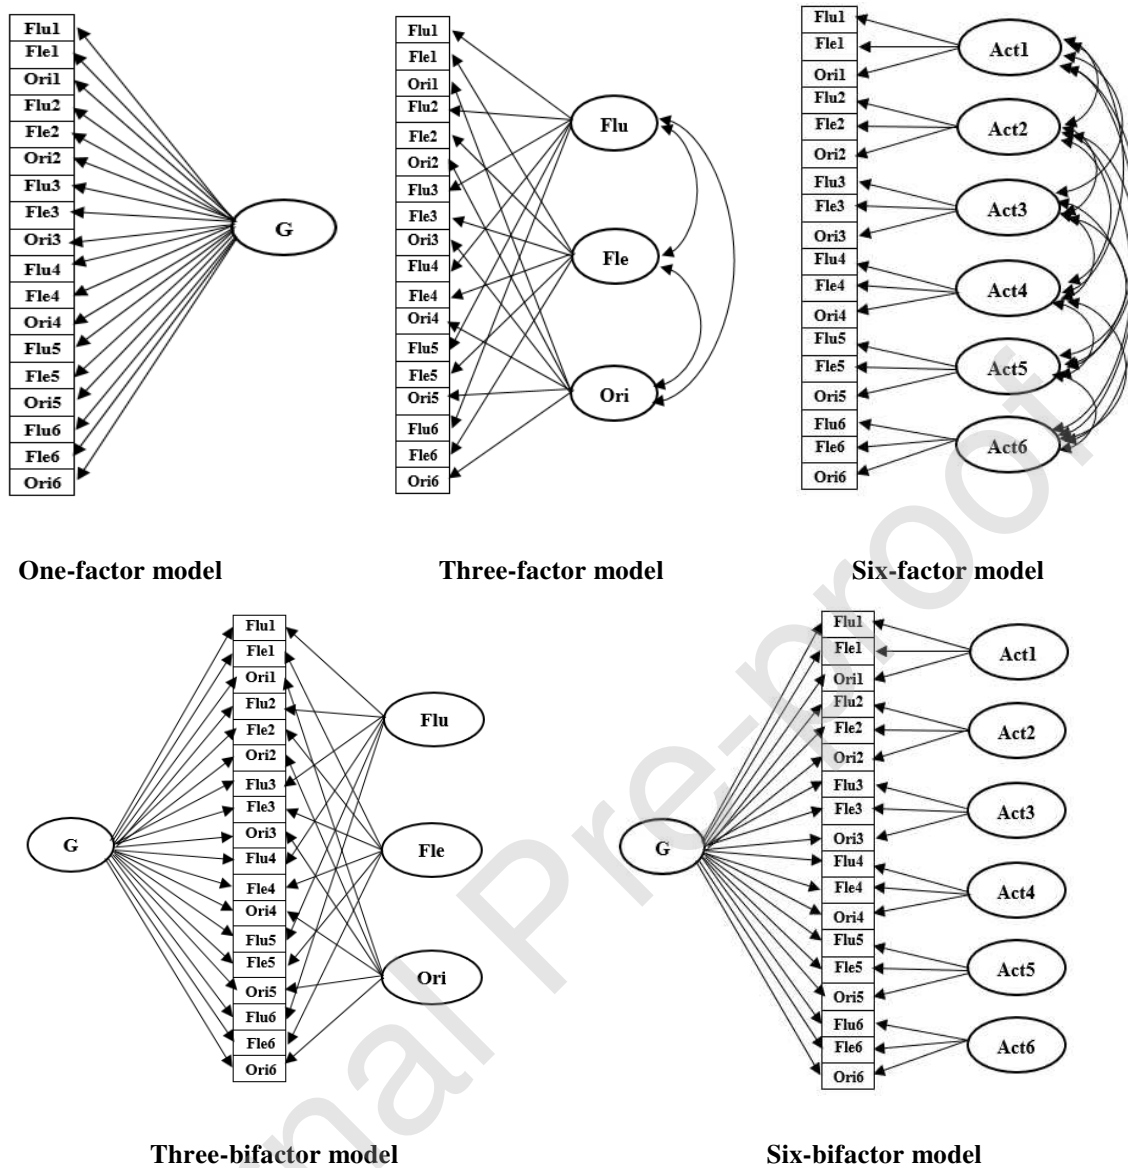 Flu1
Fle1
Ori1
Flu2
Fle2
Ori2
Flu3
Fle3
Ori3
Flu4
Fle4
Ori4
Flu5
Fle5
Ori5
Flu6
Fle6
Ori6
G
One-factor model
Flu1
Fle1
Ori1
Flu2
Fle2
Ori2
Flu3
Fle3
Ori3
Flu4
Fle4
Ori4
Flu5
Fle5
Ori5
Flu6
Fle6
Ori6
Flu
Fle
Ori
Three-factor model
Flu1
Fle1
Ori1
Flu2
Fle2
Ori2
Flu3
Fle3
Ori3
Flu4
Fle4
Ori4
Flu5
Fle5
Ori5
Flu6
Fle6
Ori6
Act1
Act2
Act3
Act4
Act5
Act6
Six-factor model
G
Flu1
Fle1
Ori1
Flu2
Fle2
Ori2
Flu3
Fle3
Ori3
Flu4
Fle4
Ori4
Flu5
Fle5
Ori5
Flu6
Fle6
Ori6
Flu
Fle
Ori
Three-bifactor model
G
Flu1
Fle1
Ori1
Flu2
Fle2
Ori2
Flu3
Fle3
Ori3
Flu4
Fle4
Ori4
Flu5
Fle5
Ori5
Flu6
Fle6
Ori6
Act1
Act2
Act3
Act4
Act5
Act6
Six-bifactor model
nal Pre-proof